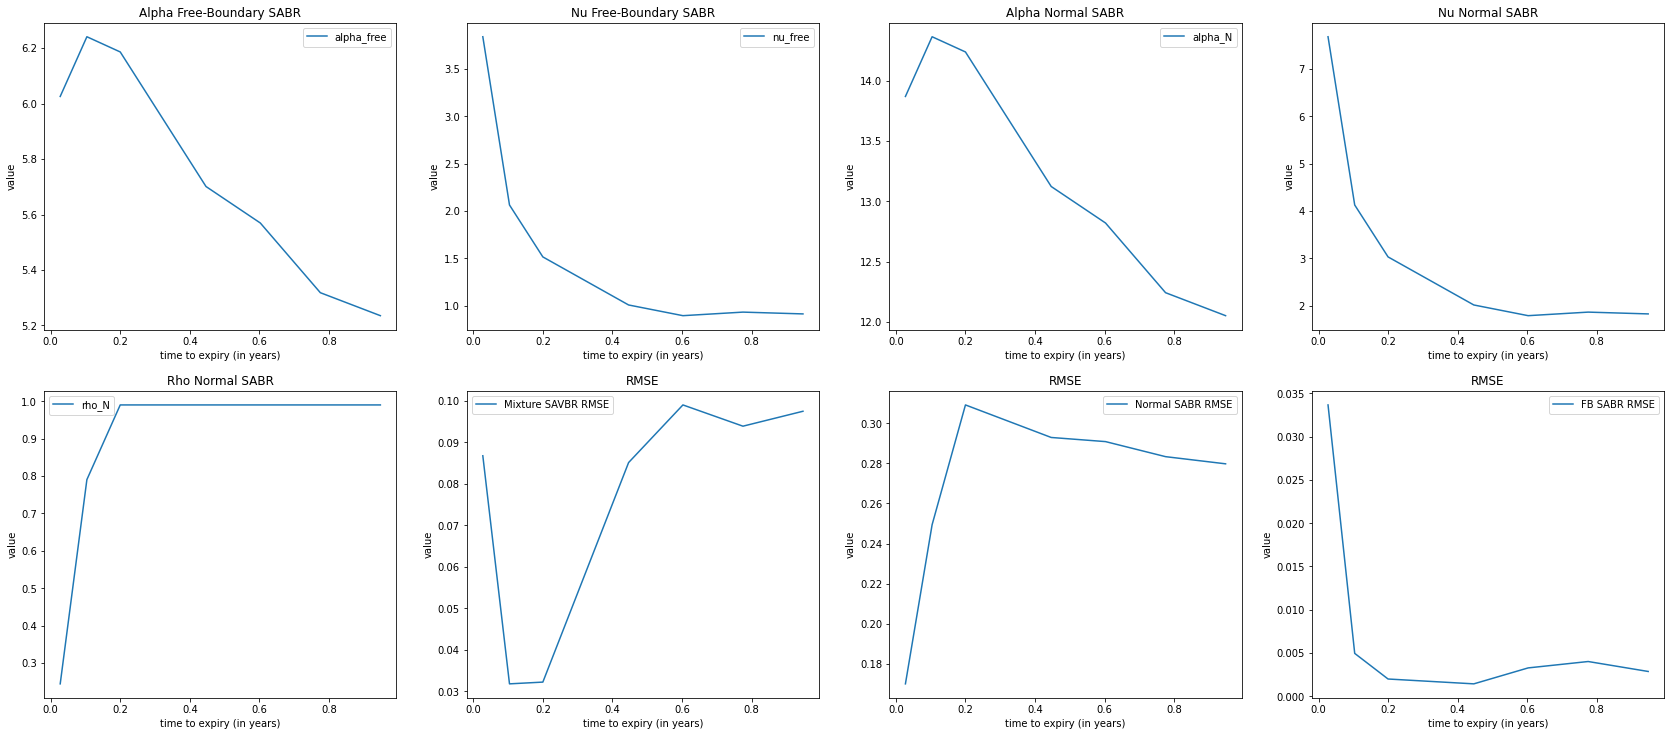 Alpha Free-Boundary SABR
alpha_free
6.2
6.0
5.8
5.6
5.4
5.2
value
0.0 0.2 0.4 0.6 0.8
time to expiry (in years)
Nu Free-Boundary SABR
nu_free
3.5
3.0
2.5
2.0
1.5
1.0
value
0.0 0.2 0.4 0.6 0.8
time to expiry (in years)
Alpha Normal SABR
alpha_N
14.0
13.5
13.0
12.5
12.0
value
0.0 0.2 0.4 0.6 0.8
time to expiry (in years)
Nu Normal SABR
nu_N
7
6
5
4
3
2
value
0.0 0.2 0.4 0.6 0.8
time to expiry (in years)
Rho Normal SABR
rho_N
1.0
0.9
0.8
0.7
0.6
0.5
0.4
0.3
value
0.0 0.2 0.4 0.6 0.8
time to expiry (in years)
RMSE
Mixture SAVBR RMSE
0.10
0.09
0.08
0.07
0.06
0.05
0.04
0.03
value
0.0 0.2 0.4 0.6 0.8
time to expiry (in years)
RMSE
Normal SABR RMSE
0.30
0.28
0.26
0.24
0.22
0.20
0.18
value
0.0 0.2 0.4 0.6 0.8
time to expiry (in years)
RMSE
FB SABR RMSE
0.035
0.030
0.025
0.020
0.015
0.010
0.005
0.000
value
0.0 0.2 0.4 0.6 0.8
time to expiry (in years)